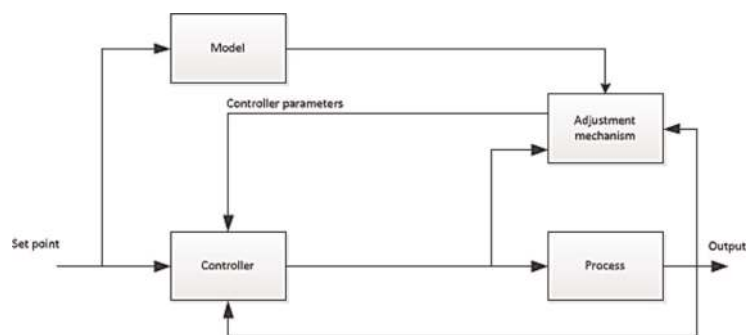 Model
Controller parameters
Adjustment
mechanism
Set point
Controller
Process
Output